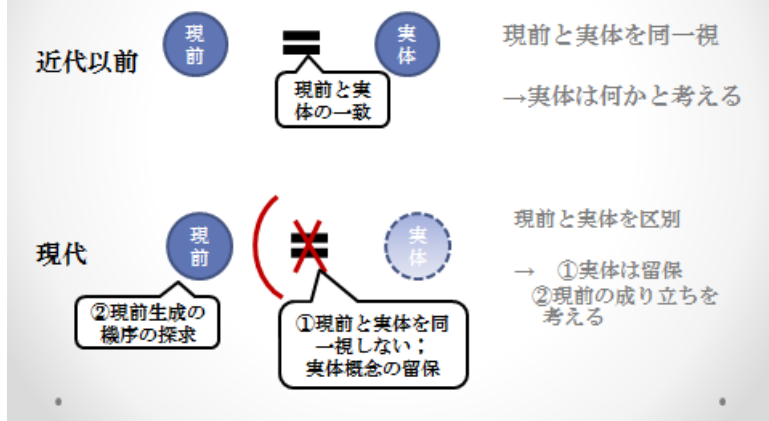 近代以前
現
前
実
体
現前と実
体の一致
現前と実体を同一視
→実体は何かと考える
現代
現
前
実
体
②現前生成の
機序の探求
①現前と実体を同
一視しない；
実体概念の留保
現前と実体を区別
→ ①実体は留保
②現前の成り立ちを
考える